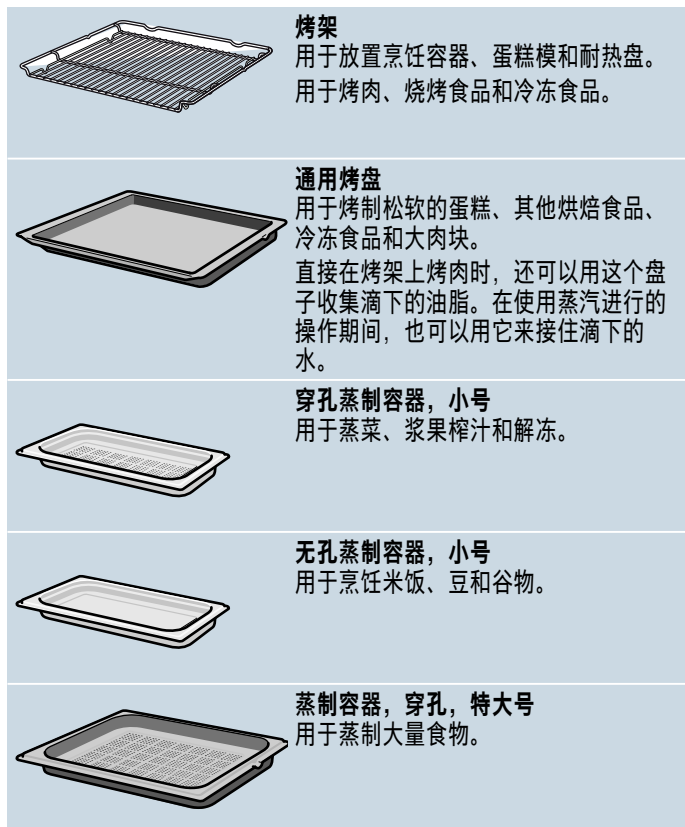 烤架
用于放置烹饪容器、蛋糕模和耐热盘。
用于烤肉、烧烤食品和冷冻食品。
通用烤盘
用于烤制松软的蛋糕、其他烘焙食品、
冷冻食品和大肉块。
直接在烤架上烤肉时，还可以用这个盘
子收集滴下的油脂。在使用蒸汽进行的
操作期间，也可以用它来接住滴下的
水。
穿孔蒸制容器，小号
用于蒸菜、浆果榨汁和解冻。
无孔蒸制容器，小号
用于烹饪米饭、豆和谷物。
蒸制容器，穿孔，特大号
用于蒸制大量食物。